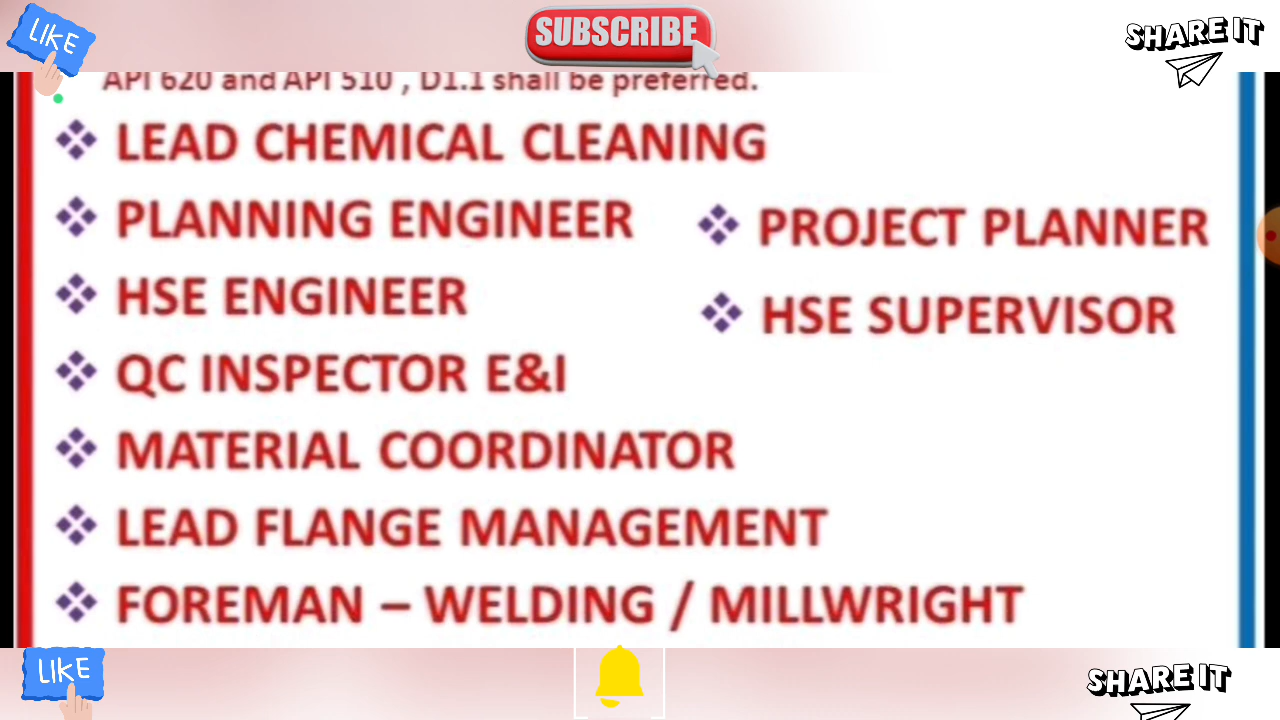 LIKE
SUBSCRIBE
SHARE IT
API 620 and API 510 , D1.1 shall be preferred.
❖ LEAD CHEMICAL CLEANING
❖ PLANNING ENGINEER
❖ PROJECT PLANNER
❖ HSE ENGINEER
❖ HSE SUPERVISOR
❖ QC INSPECTOR E&I
❖ MATERIAL COORDINATOR
❖ LEAD FLANGE MANAGEMENT
❖ FOREMAN – WELDING / MILLWRIGHT
LIKE
SHARE IT